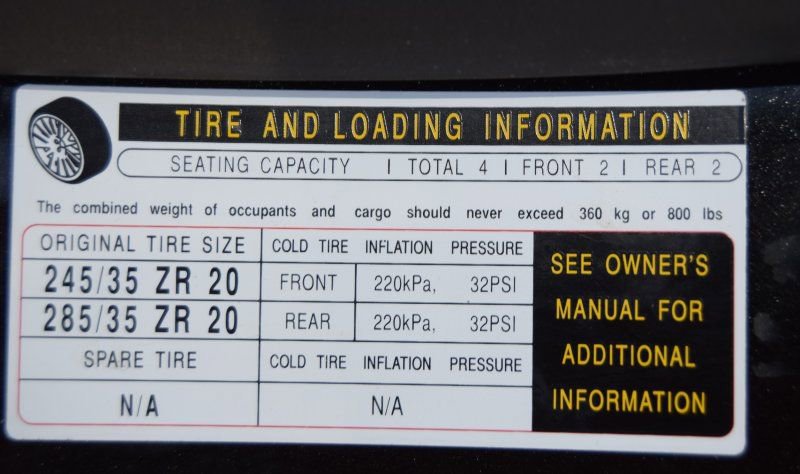 TIRE AND LOADING INFORMATION
SEATING CAPACITY | TOTAL 4 | FRONT 2 | REAR 2
The combined weight of occupants and cargo should never exceed 360 kg or 800 lbs
ORIGINAL TIRE SIZE COLD TIRE INFLATION PRESSURE
245/35 ZR 20 FRONT 220kPa, 32PSI
285/35 ZR 20 REAR 220kPa, 32PSI
SPARE TIRE COLD TIRE INFLATION PRESSURE
N/A N/A
SEE OWNER'S
MANUAL FOR
ADDITIONAL
INFORMATION